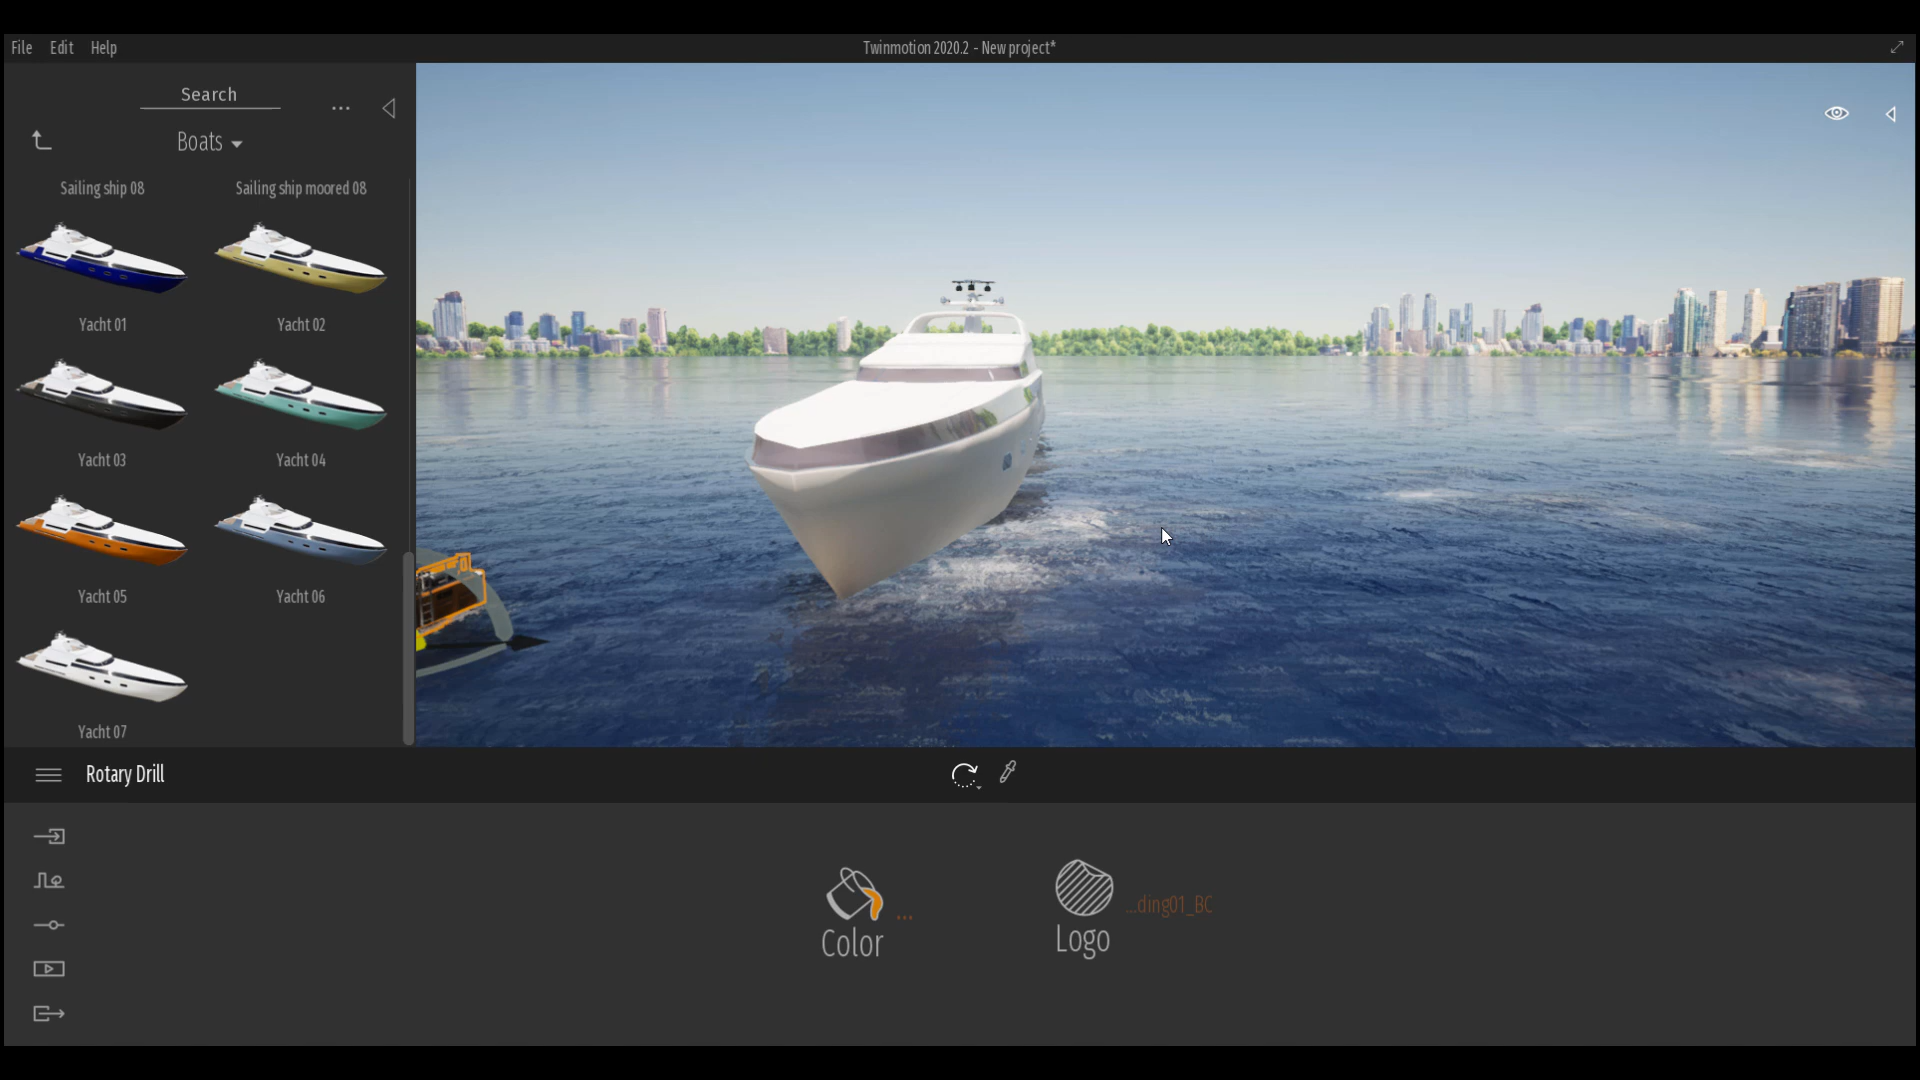 File Edit Help
Twinmotion 2020.2 - New project*
Search
...
Boats
Sailing ship 08
Sailing ship moored 08
Yacht 01
Yacht 02
Yacht 03
Yacht 04
Yacht 05
Yacht 06
Yacht 07
Rotary Drill
Color
...
Logo
...ding01_BC